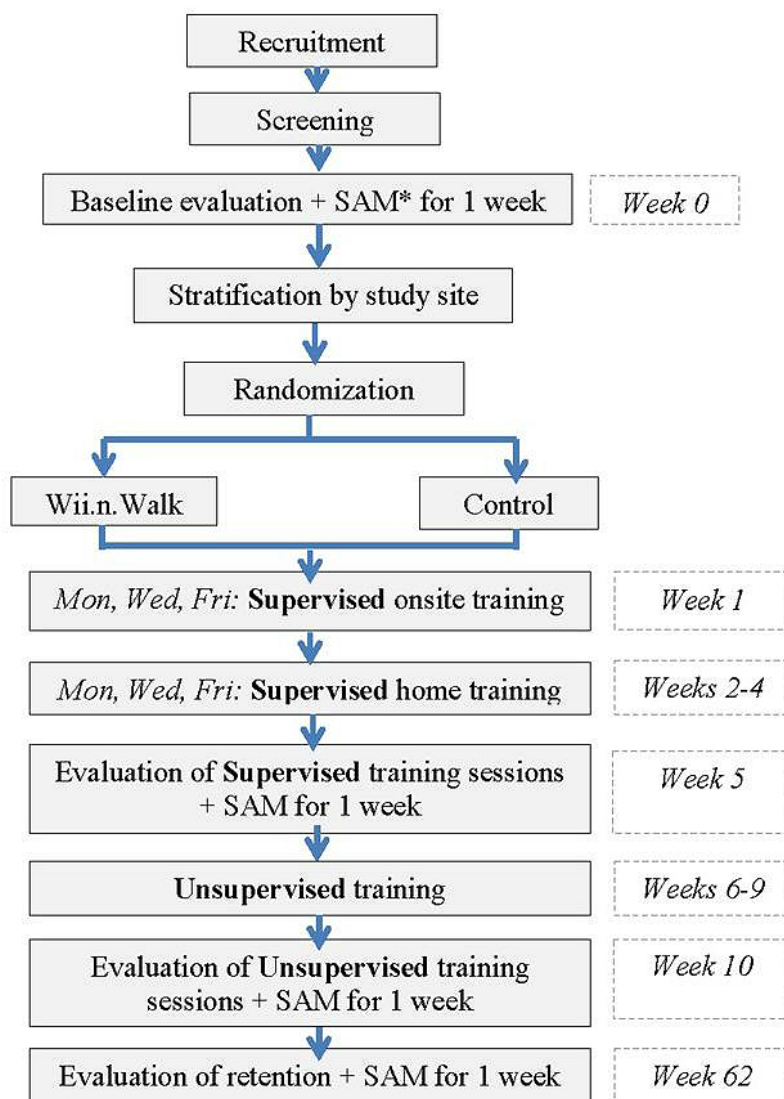 Recruitment
Screening
Baseline evaluation + SAM* for 1 week
Week 0
Stratification by study site
Randomization
Wii.n.Walk
Control
Mon, Wed, Fri: Supervised onsite training
Week 1
Mon, Wed, Fri: Supervised home training
Weeks 2-4
Evaluation of Supervised training sessions
+ SAM for 1 week
Week 5
Unsupervised training
Weeks 6-9
Evaluation of Unsupervised training
sessions + SAM for 1 week
Week 10
Evaluation of retention + SAM for 1 week
Week 62